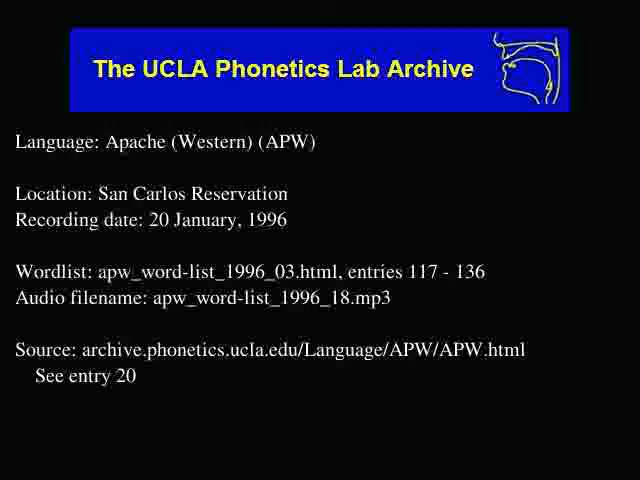 The UCLA Phonetics Lab Archive
Language: Apache (Western) (APW)
Location: San Carlos Reservation
Recording date: 20 January, 1996
Wordlist: apw_word-list_1996_03.html, entries 117 - 136
Audio filename: apw_word-list_1996_18.mp3
Source: archive.phonetics.ucla.edu/Language/APW/APW.html
See entry 20